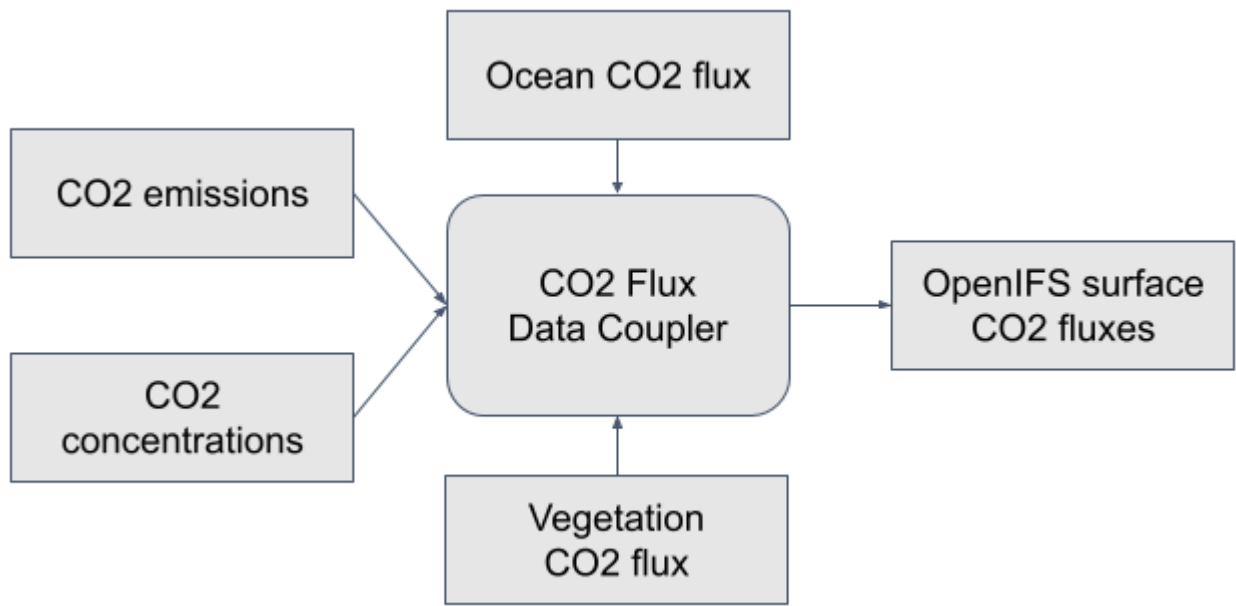 Ocean CO2 flux
CO2 emissions
CO2 Flux
Data Coupler
OpenIFS surface
CO2 fluxes
CO2
concentrations
Vegetation
CO2 flux